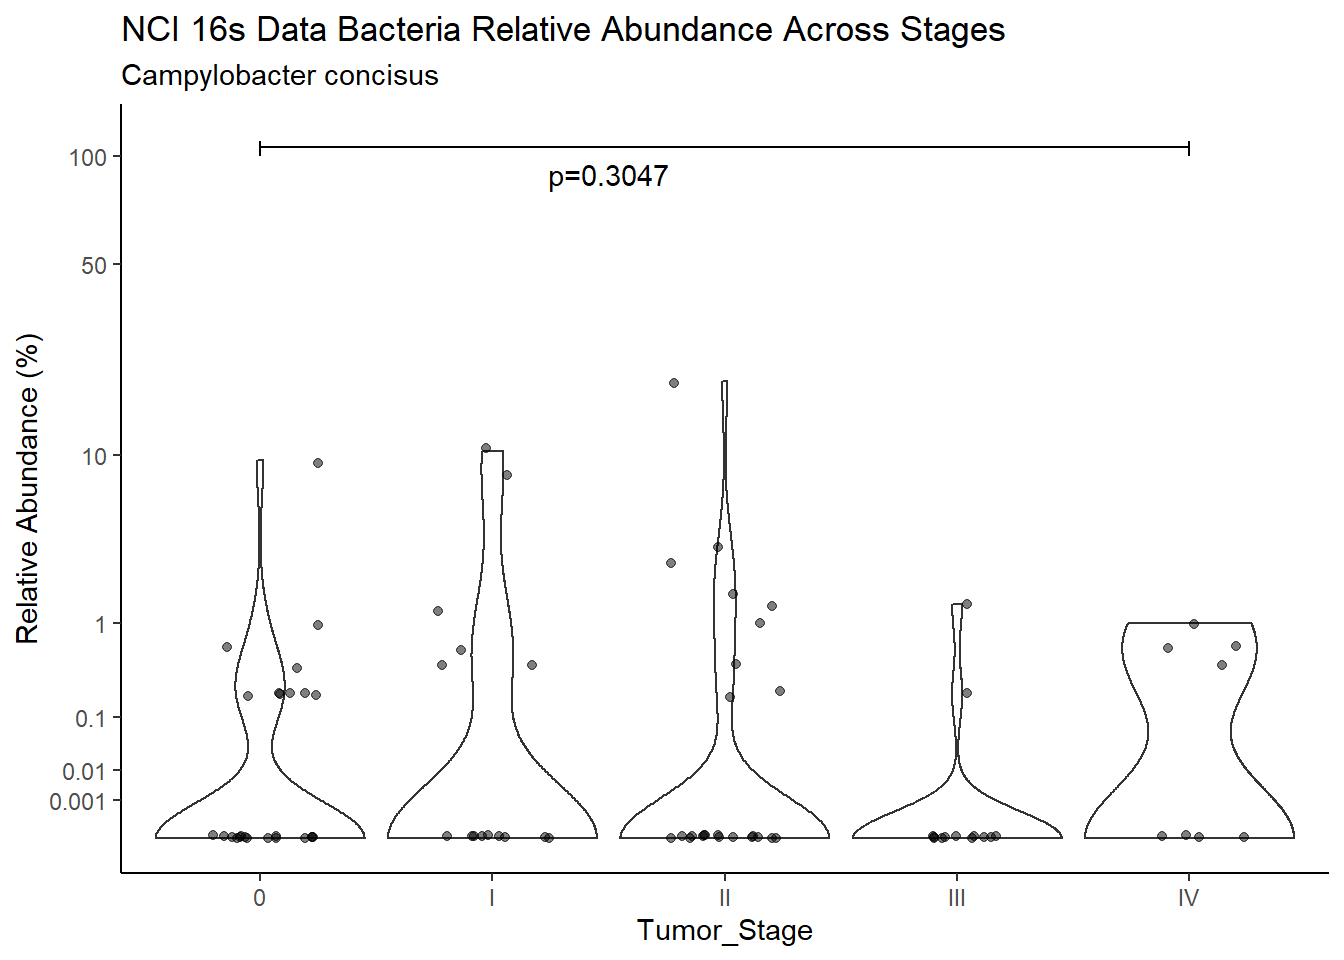 NCI 16s Data Bacteria Relative Abundance Across Stages
Campylobacter concisus
p=0.3047
Relative Abundance (%)
100
50
10
1
0.1
0.01
0.001
0 I II III IV
Tumor_Stage